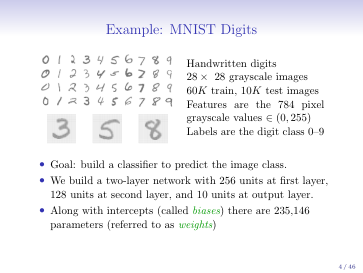 Example: MNIST Digits
0 1 2 3 4 5 6 7 8 9
0 1 2 3 4 5 6 7 8 9
0 1 2 3 4 5 6 7 8 9
0 1 2 3 4 5 6 7 8 9
3 5 8
Handwritten digits
28 × 28 grayscale images
60K train, 10K test images
Features are the 784 pixel
grayscale values ∈ (0, 255)
Labels are the digit class 0–9
• Goal: build a classifier to predict the image class.
• We build a two-layer network with 256 units at first layer,
128 units at second layer, and 10 units at output layer.
• Along with intercepts (called biases) there are 235,146
parameters (referred to as weights)
4 / 46